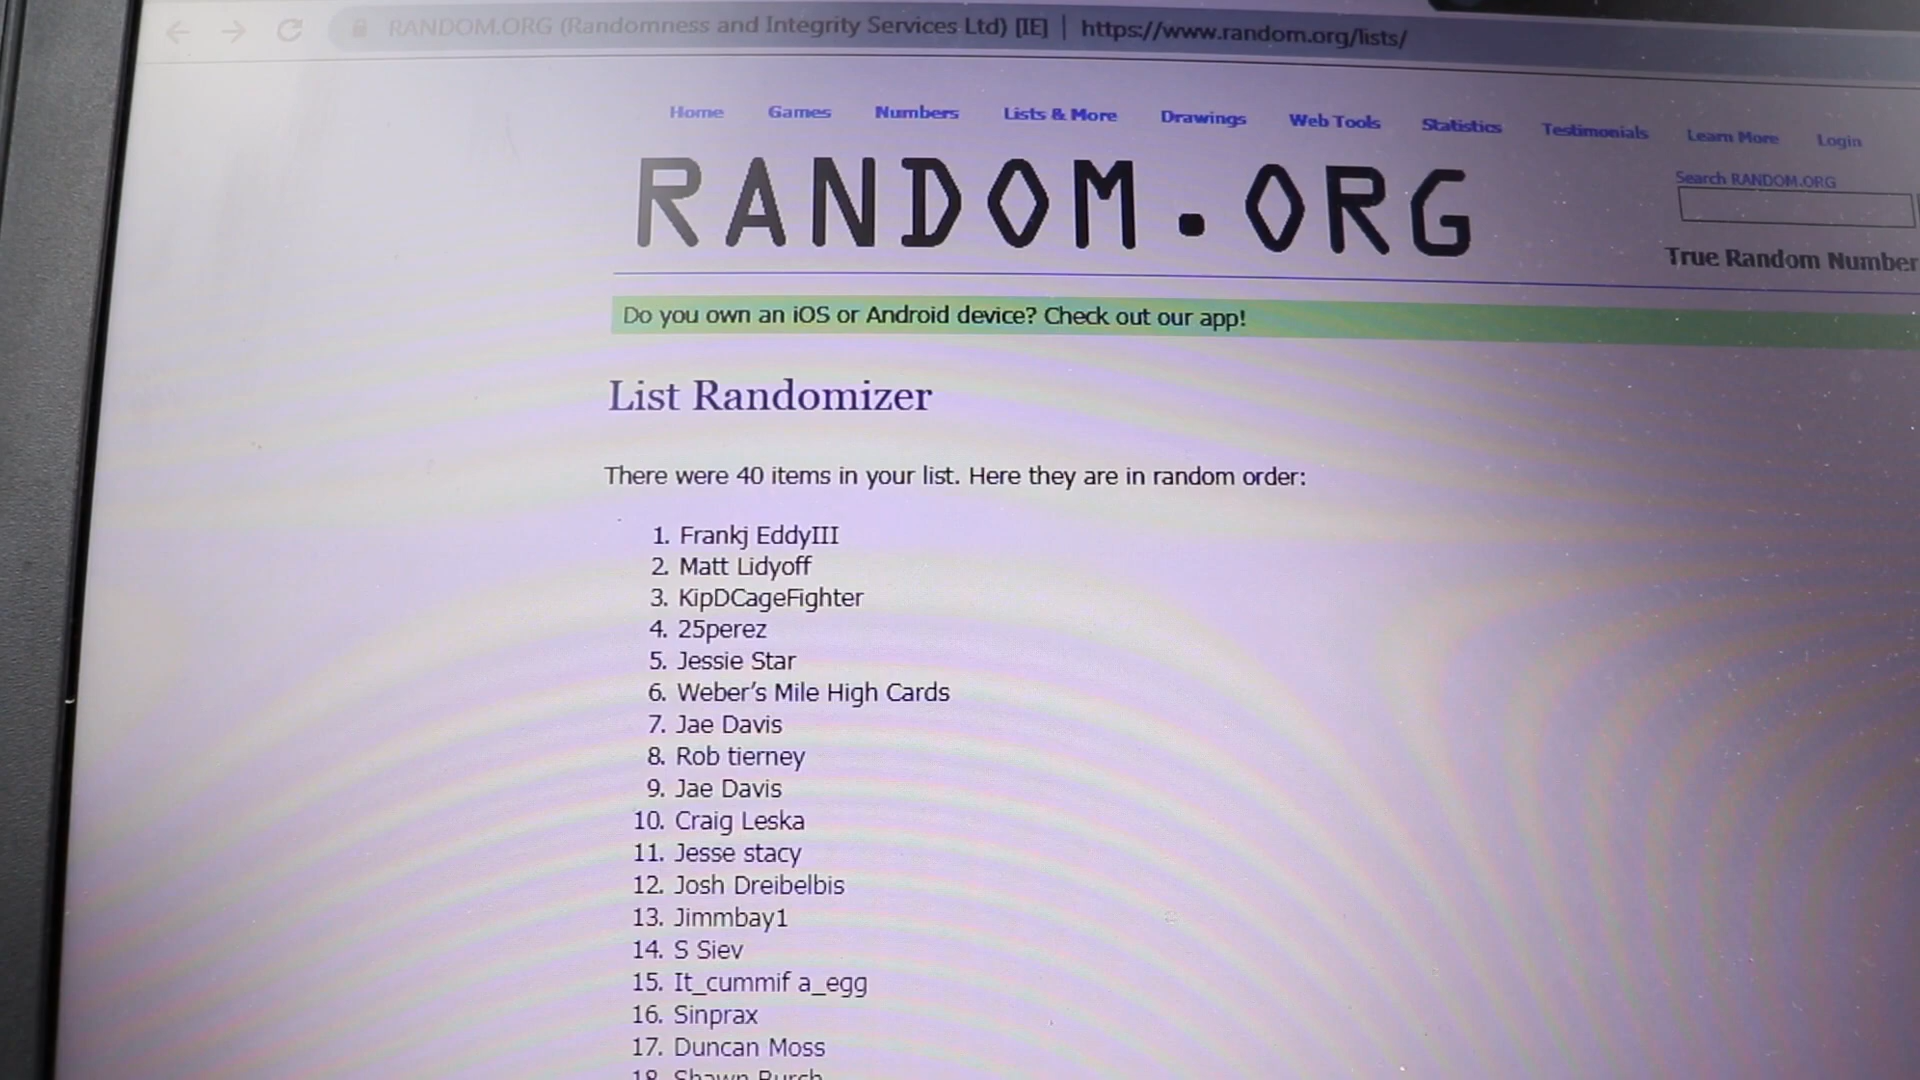 RANDOM.ORG (Randomness and Integrity Services Ltd) [IE] | https://www.random.org/lists/
Home Games Numbers Lists & More Drawings Web Tools Statistics Testimonials Learn More Login
RANDOM.ORG
Search RANDOM.ORG
True Random Number
Do you own an iOS or Android device? Check out our app!
List Randomizer
There were 40 items in your list. Here they are in random order:
1. Frankj EddyIII
2. Matt Lidyoff
3. KipDCageFighter
4. 25perez
5. Jessie Star
6. Weber's Mile High Cards
7. Jae Davis
8. Rob tierney
9. Jae Davis
10. Craig Leska
11. Jesse stacy
12. Josh Dreibelbis
13. Jimmbay1
14. S Siev
15. It_cummif a_egg
16. Sinprax
17. Duncan Moss
18. Shawn Burch